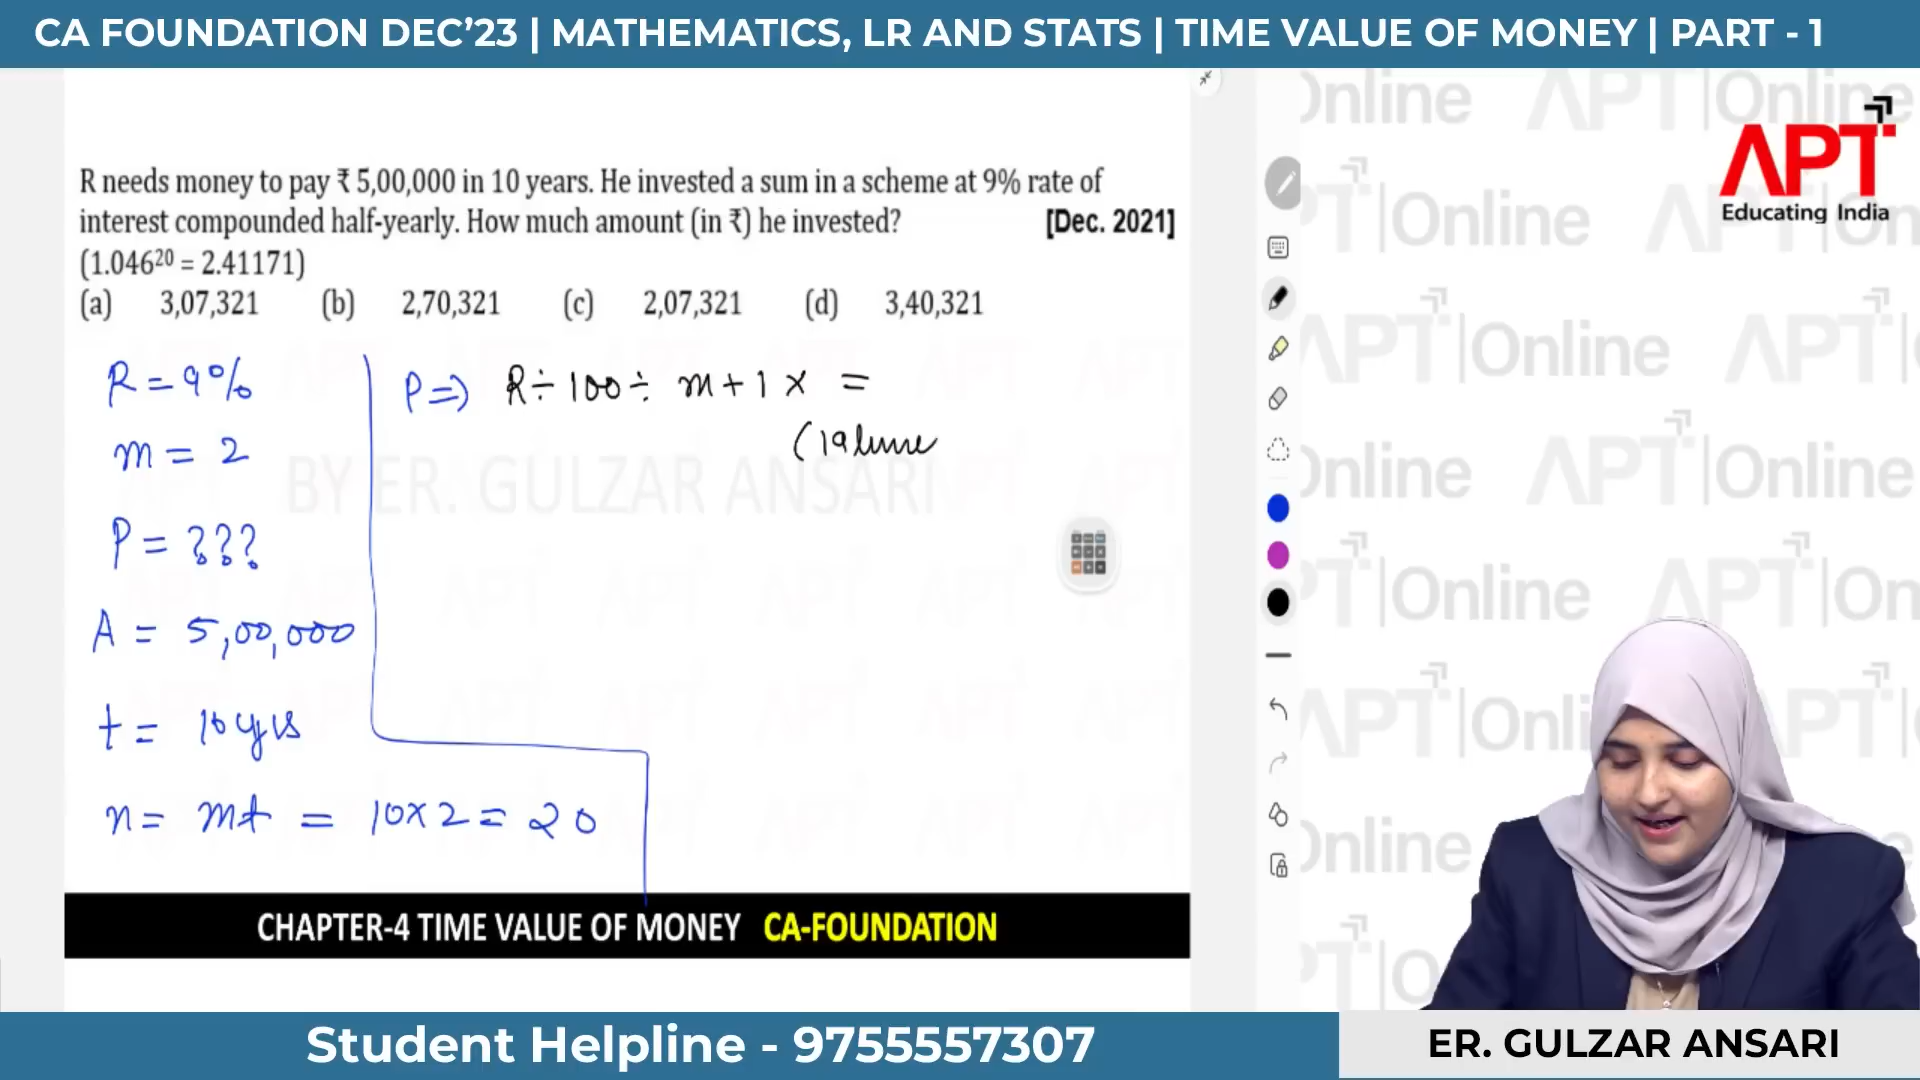 CA FOUNDATION DEC’23 | MATHEMATICS, LR AND STATS | TIME VALUE OF MONEY | PART - 1
R needs money to pay ₹ 5,00,000 in 10 years. He invested a sum in a scheme at 9% rate of
interest compounded half-yearly. How much amount (in ₹) he invested? [Dec. 2021]
(1.046²⁰ = 2.41171)
(a) 3,07,321 (b) 2,70,321 (c) 2,07,321 (d) 3,40,321
R = 9%
m = 2
P = ???
A = 5,00,000
t = 10 yrs
n = mt = 10 x 2 = 20
P => R ÷ 100 ÷ m + 1 x =
(19
BY ER. GULZAR ANSARI
CHAPTER-4 TIME VALUE OF MONEY CA-FOUNDATION
APT
Educating India
APT|Online
Student Helpline - 9755557307
ER. GULZAR ANSARI